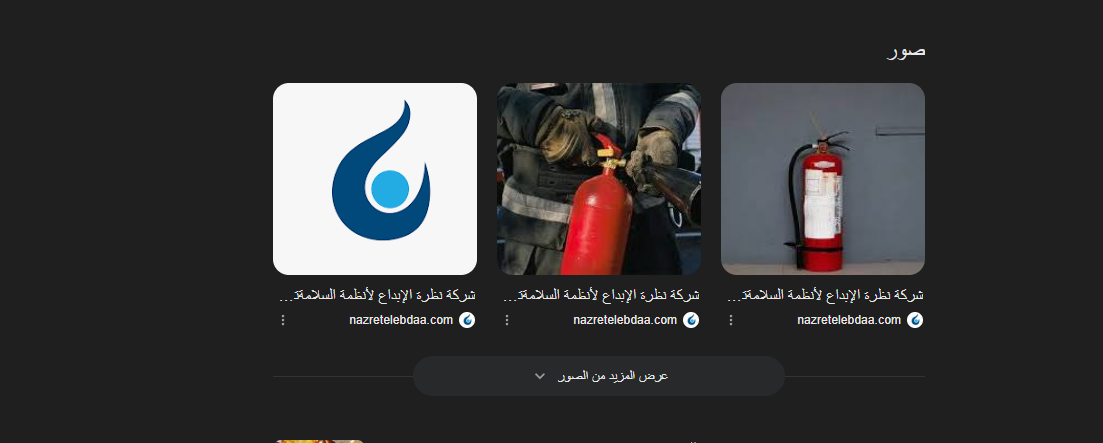 صور
شركة نظرة الإبداع لأنظمة السلامة...
nazretelebdaa.com
شركة نظرة الإبداع لأنظمة السلامة...
nazretelebdaa.com
شركة نظرة الإبداع لأنظمة السلامة...
nazretelebdaa.com
عرض المزيد من الصور